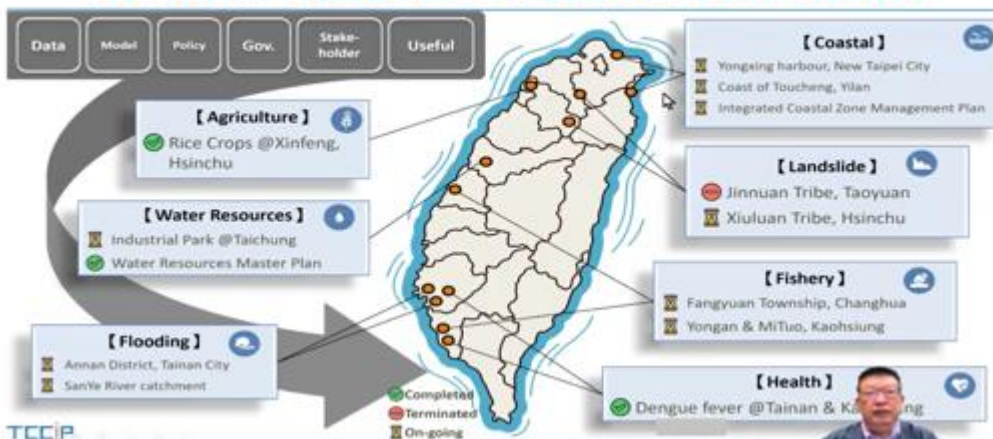 Data
Model
Policy
Gov.
Stake-
holder
Useful
【Agriculture】
Rice Crops @Xinfeng,
Hsinchu
【Water Resources】
Industrial Park @Taichung
Water Resources Master Plan
【Flooding】
Annan District, Tainan City
SanYe River catchment
【Coastal】
Yongxing harbour, New Taipei City
Coast of Toucheng, Yilan
Integrated Coastal Zone Management Plan
【Landslide】
Jinnuan Tribe, Taoyuan
Xiuluan Tribe, Hsinchu
【Fishery】
Fangyuan Township, Changhua
Yongan & MiTuo, Kaohsiung
【Health】
Dengue fever @Tainan &
Completed
Terminated
On-going
TCCIP